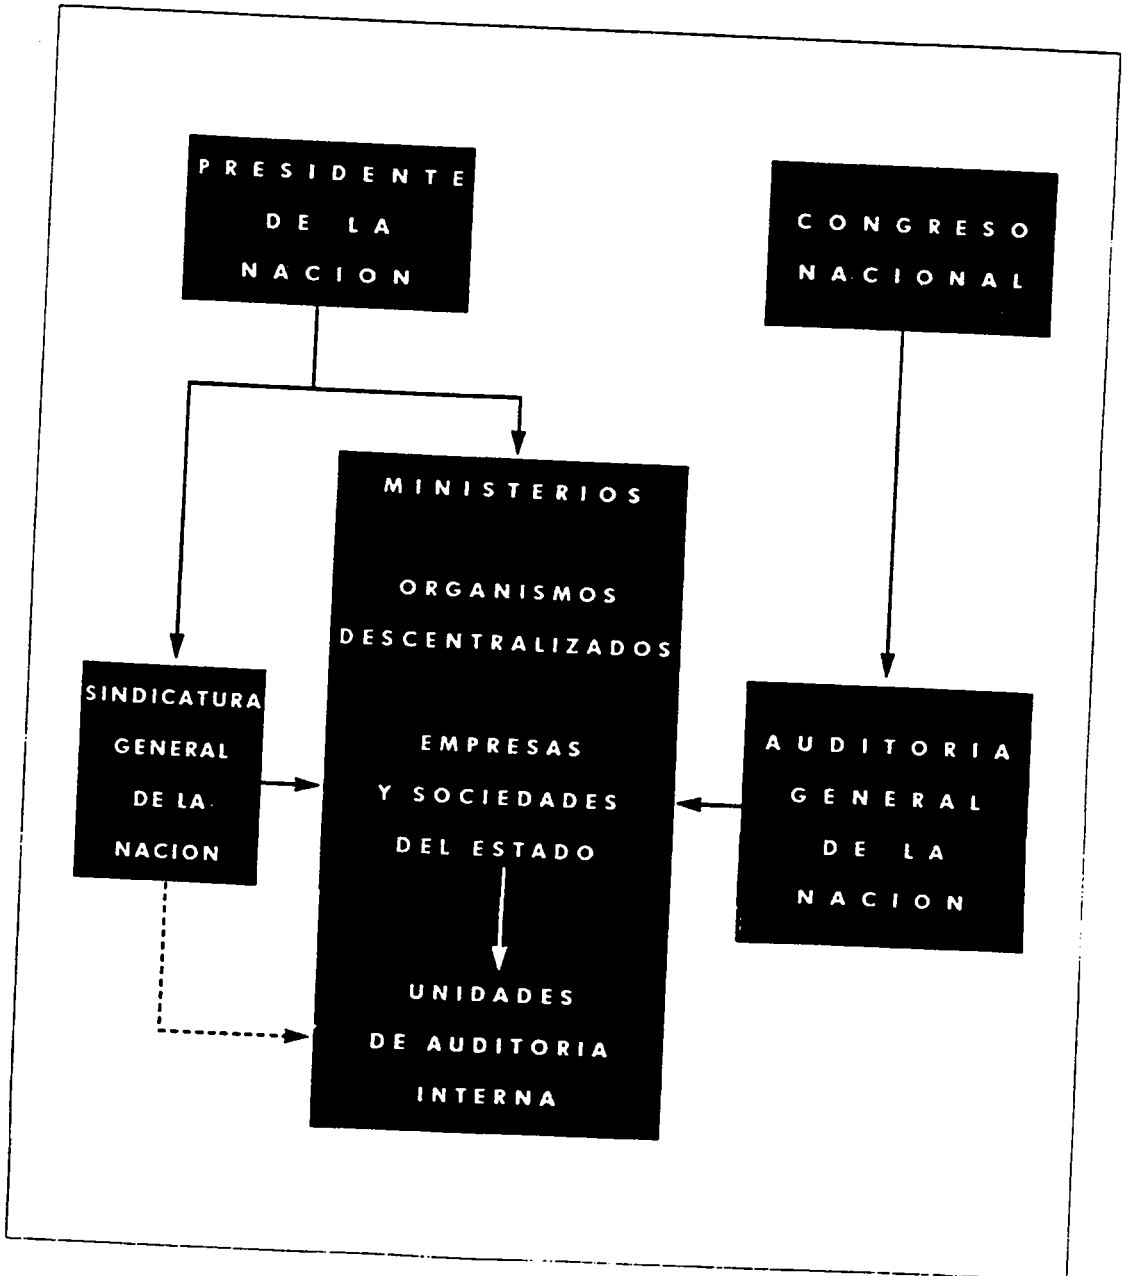 PRESIDENTE
DE LA
NACION
CONGRESO
NACIONAL
MINISTERIOS
ORGANISMOS
DESCENTRALIZADOS
EMPRESAS
Y SOCIEDADES
DEL ESTADO
UNIDADES
DE AUDITORIA
INTERNA
SINDICATURA
GENERAL
DE LA
NACION
AUDITORIA
GENERAL
DE LA
NACION